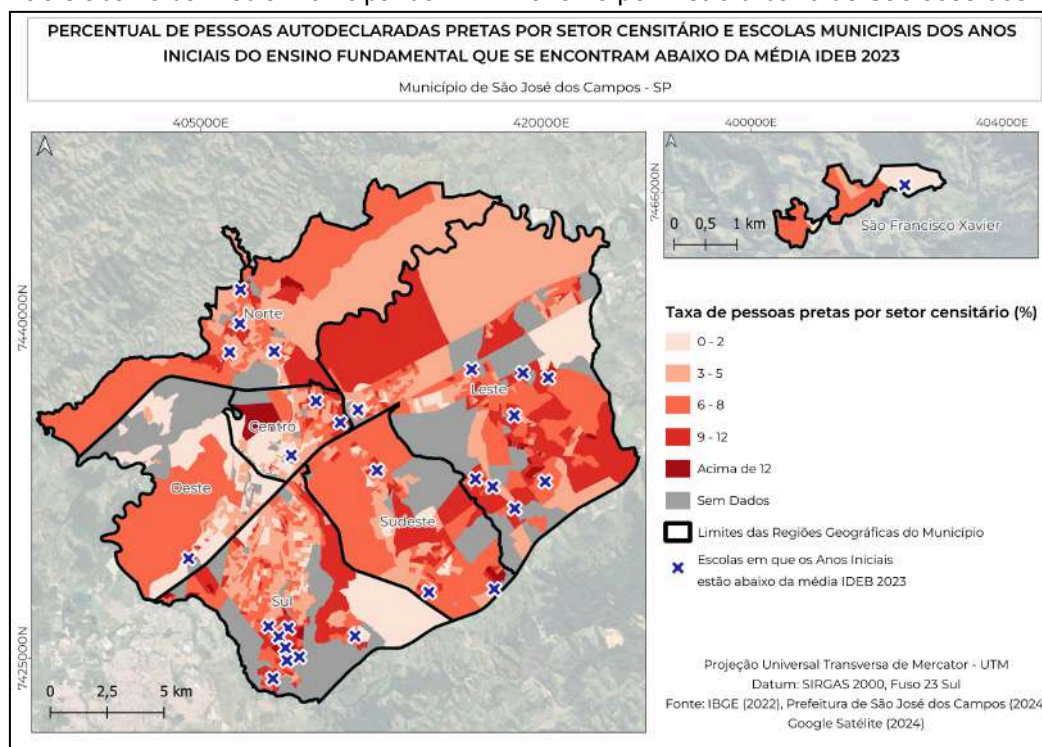 PERCENTUAL DE PESSOAS AUTODECLARADAS PRETAS POR SETOR CENSITÁRIO E ESCOLAS MUNICIPAIS DOS ANOS
INICIAIS DO ENSINO FUNDAMENTAL QUE SE ENCONTRAM ABAIXO DA MÉDIA IDEB 2023
Município de São José dos Campos - SP
405000E
420000E
400000E
404000E
7466000N
0 0,5 1 km
São Francisco Xavier
7440000N
7425000N
Norte
Leste
Centro
Oeste
Sudeste
Sul
0 2,5 5 km
Taxa de pessoas pretas por setor censitário (%)
0 - 2
3 - 5
6 - 8
9 - 12
Acima de 12
Sem Dados
Limites das Regiões Geográficas do Município
Escolas em que os Anos Iniciais
estão abaixo da média IDEB 2023
Projeção Universal Transversa de Mercator - UTM
Datum: SIRGAS 2000, Fuso 23 Sul
Fonte: IBGE (2022), Prefeitura de São José dos Campos (2024
Google Satélite (2024)